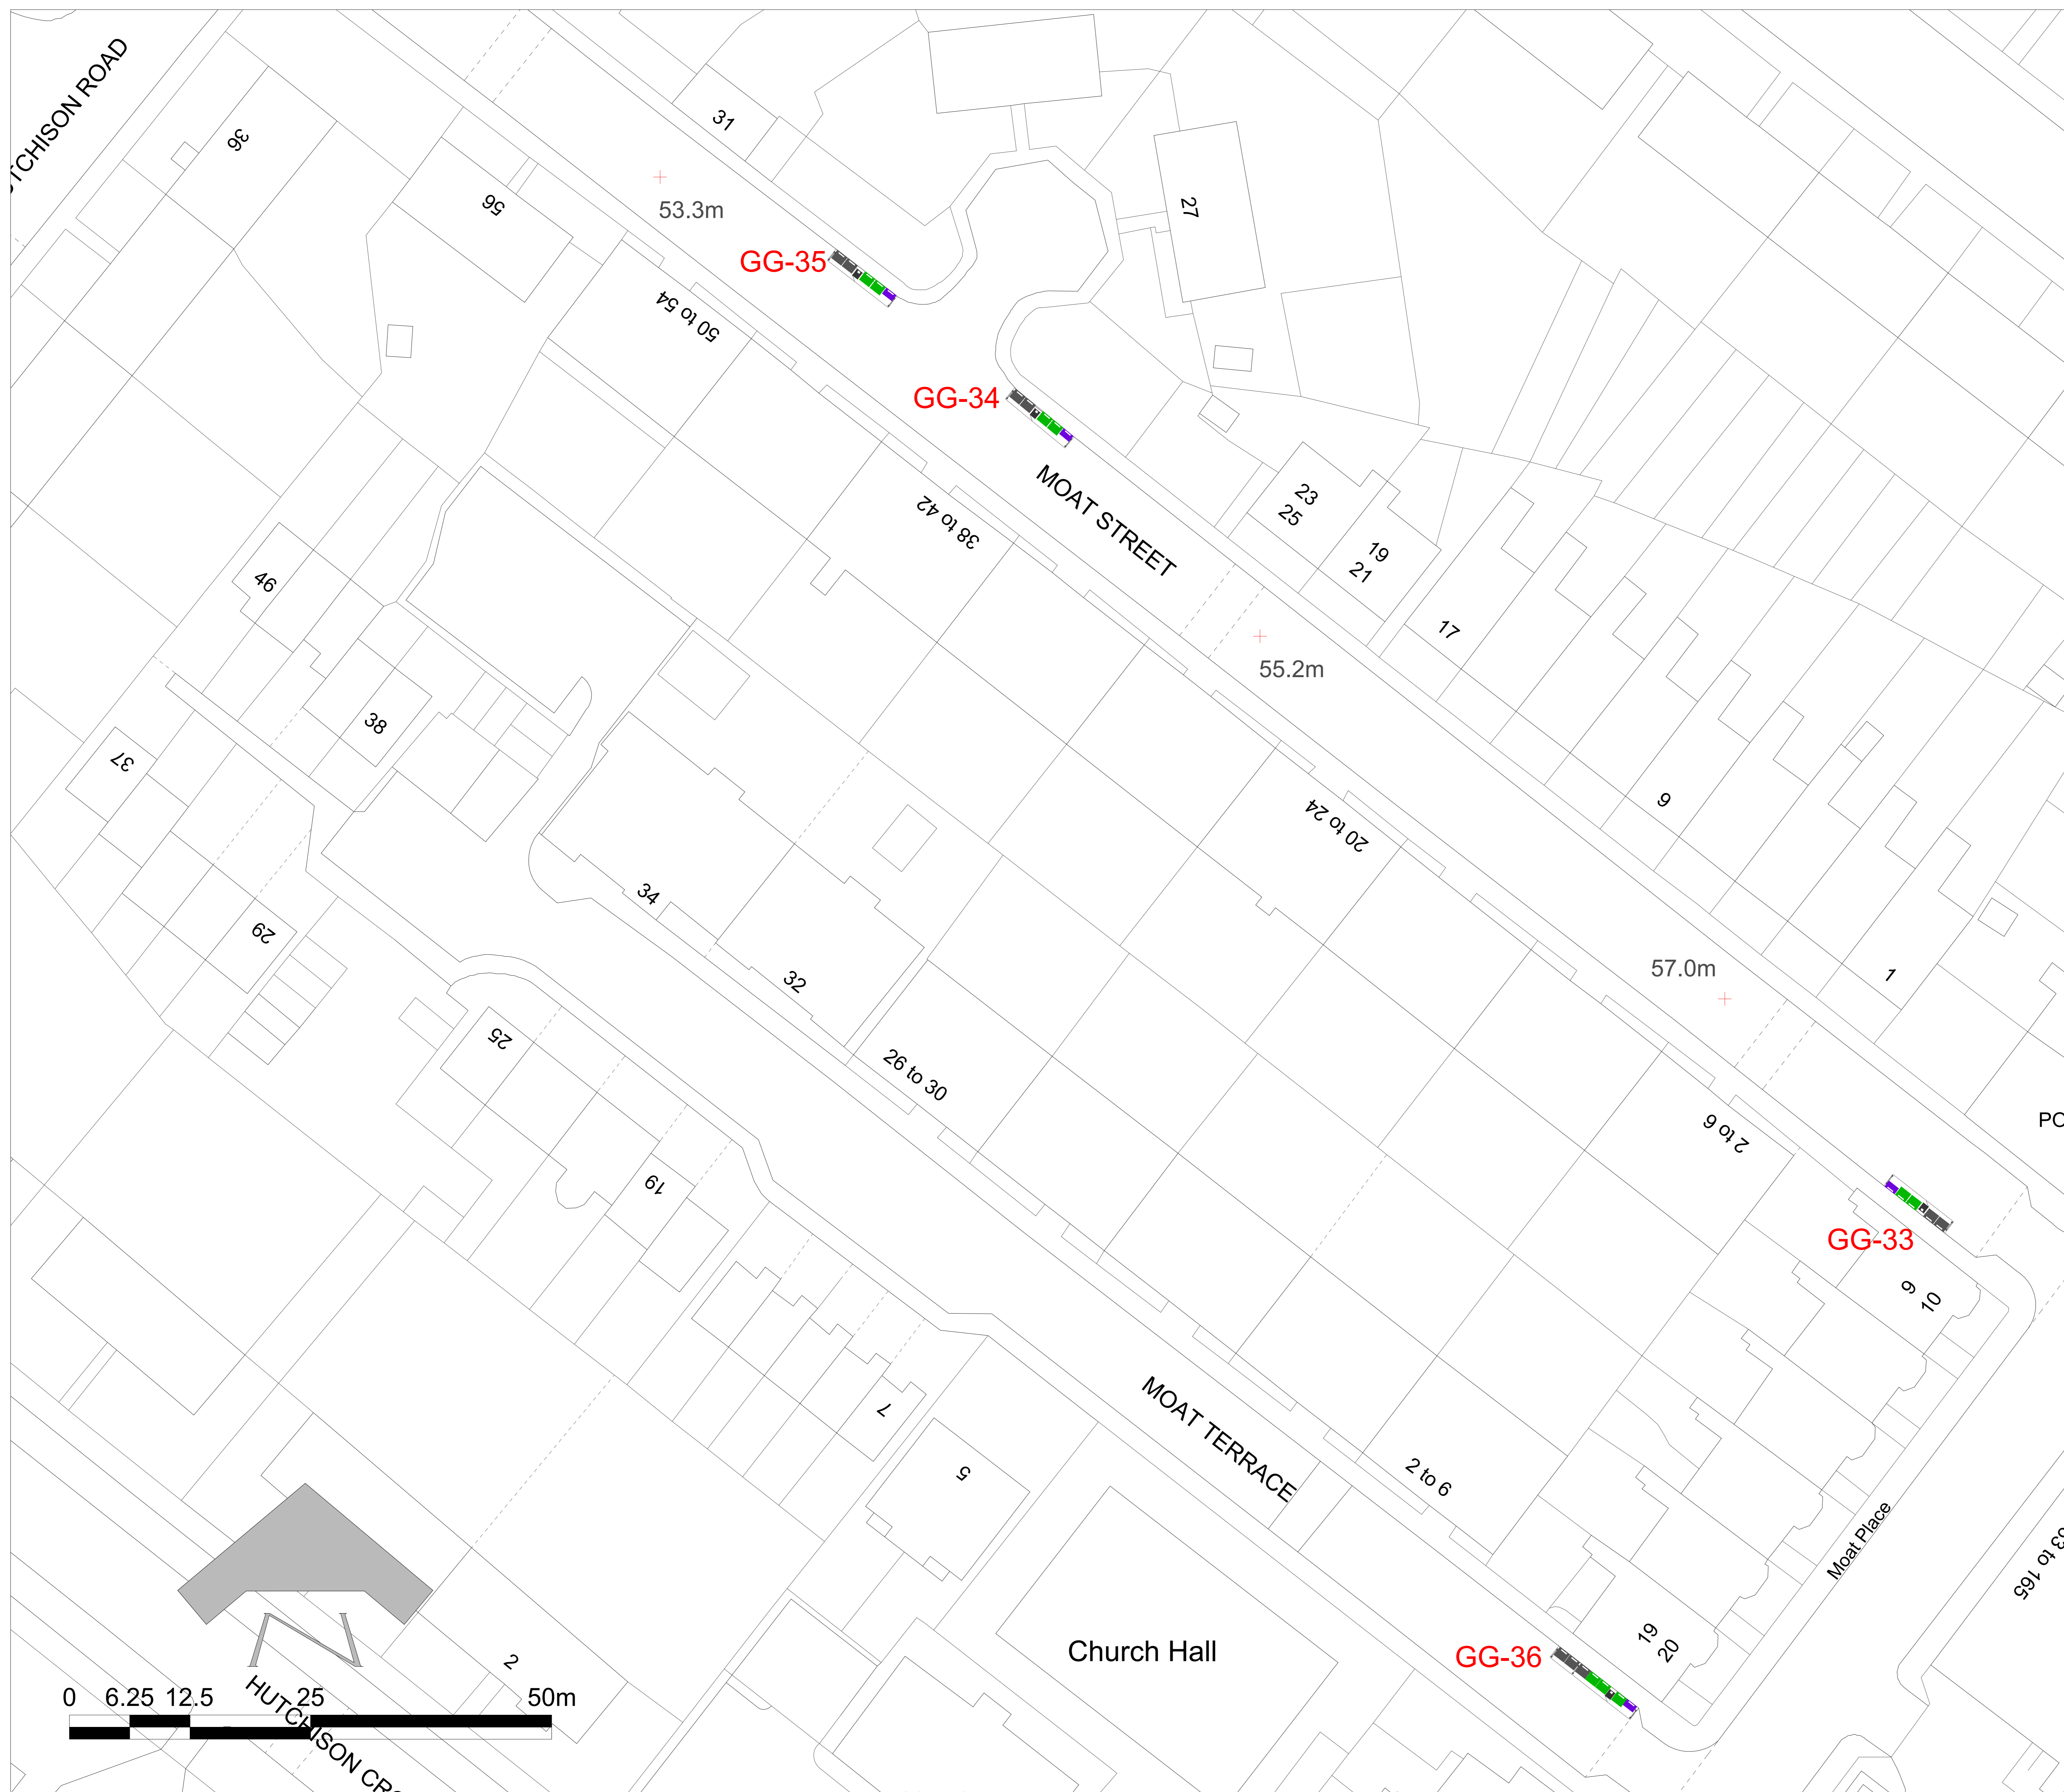 TCHISON ROAD
36
31
56
27
53.3m
GG-35
50 to 54
GG-34
MOAT STREET
38 to 42
23
25
19
21
17
46
55.2m
38
37
9
20 to 24
34
29
32
57.0m
1
25
26 to 30
PO
2 to 6
19
GG-33
9
10
7
MOAT TERRACE
5
2 to 6
Moat Place
3 to 165
19
20
Church Hall
GG-36
2
N
0 6.25 12.5 25 50m
HUTCHISON CRO